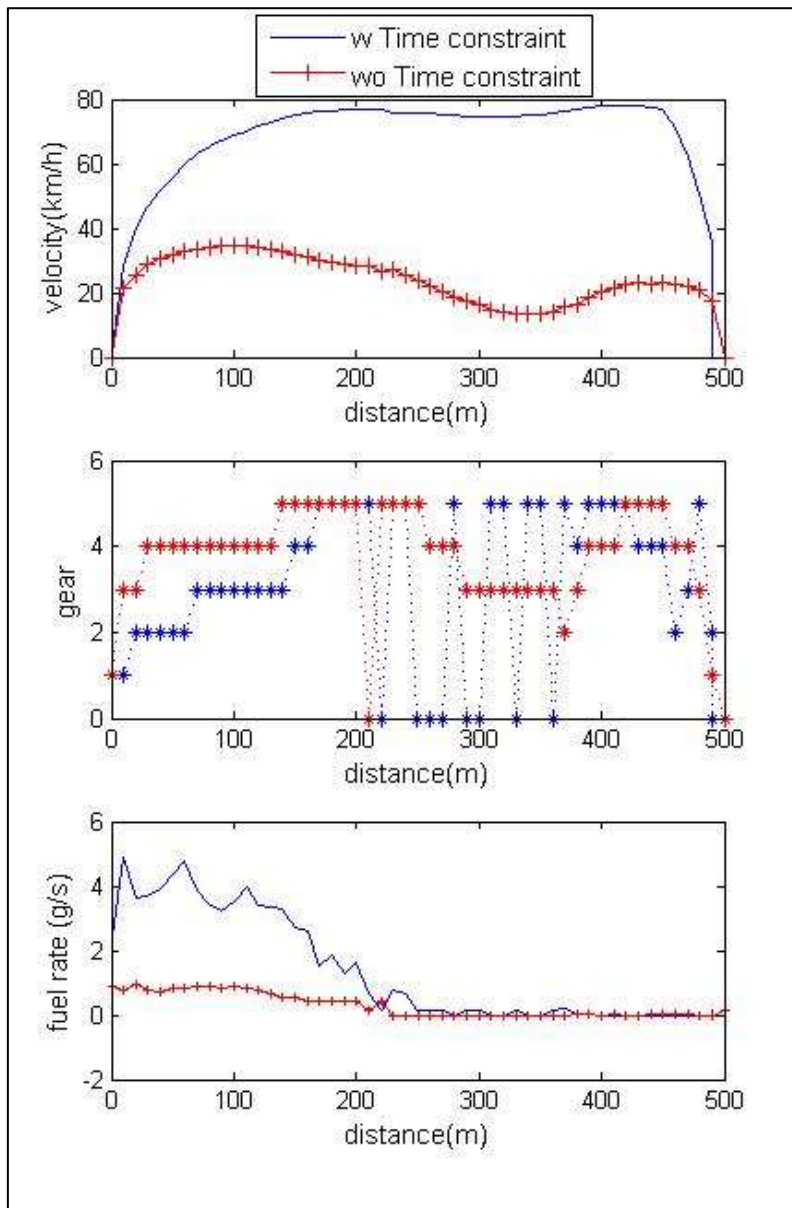 w Time constraint
wo Time constraint
80
60
40
20
0
velocity(km/h)
0 100 200 300 400 500
distance(m)
6
4
2
0
gear
0 100 200 300 400 500
distance(m)
6
4
2
0
-2
fuel rate (g/s)
0 100 200 300 400 500
distance(m)